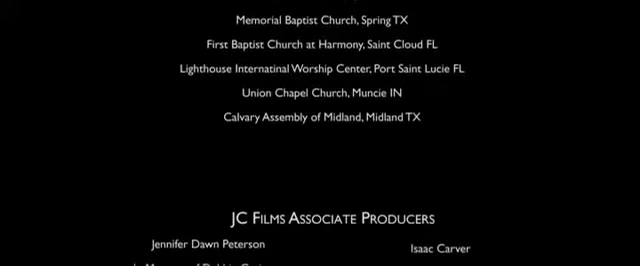 Memorial Baptist Church, Spring TX
First Baptist Church at Harmony, Saint Cloud FL
Lighthouse Internatinal Worship Center, Port Saint Lucie FL
Union Chapel Church, Muncie IN
Calvary Assembly of Midland, Midland TX
JC Films Associate Producers
Jennifer Dawn Peterson
Isaac Carver